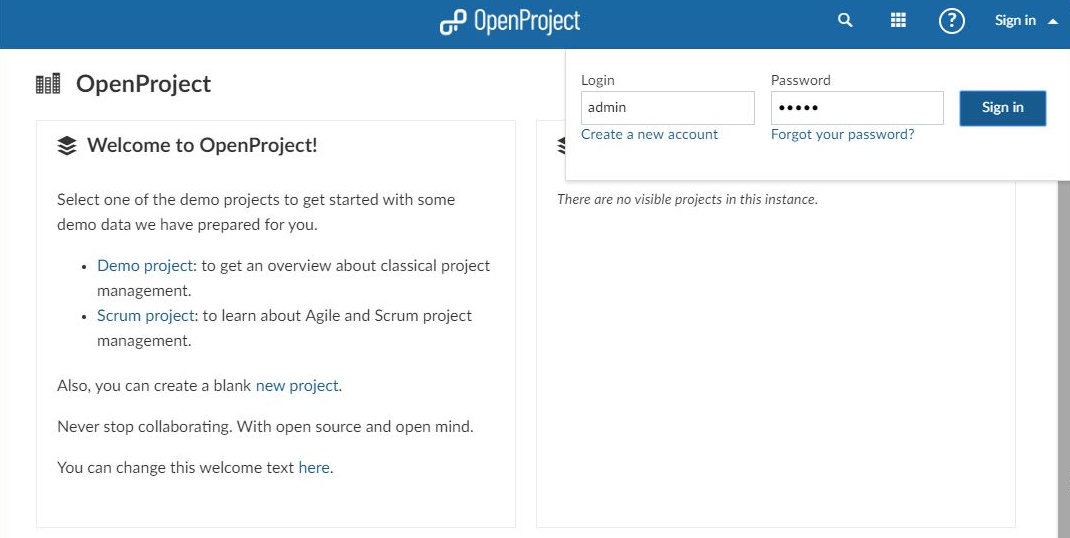 OpenProject
Sign in
OpenProject
Login
Password
admin
•••••
Sign in
Create a new account
Forgot your password?
Welcome to OpenProject!
Select one of the demo projects to get started with some
demo data we have prepared for you.
• Demo project: to get an overview about classical project
management.
• Scrum project: to learn about Agile and Scrum project
management.
Also, you can create a blank new project.
Never stop collaborating. With open source and open mind.
You can change this welcome text here.
There are no visible projects in this instance.